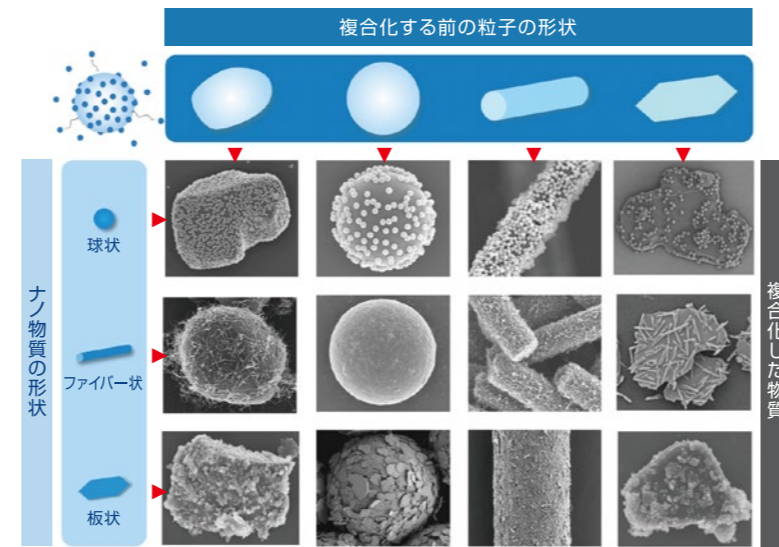 複合化する前の粒子の形状
ナノ物質の形状
球状
ファイバー状
板状
複合化した物質